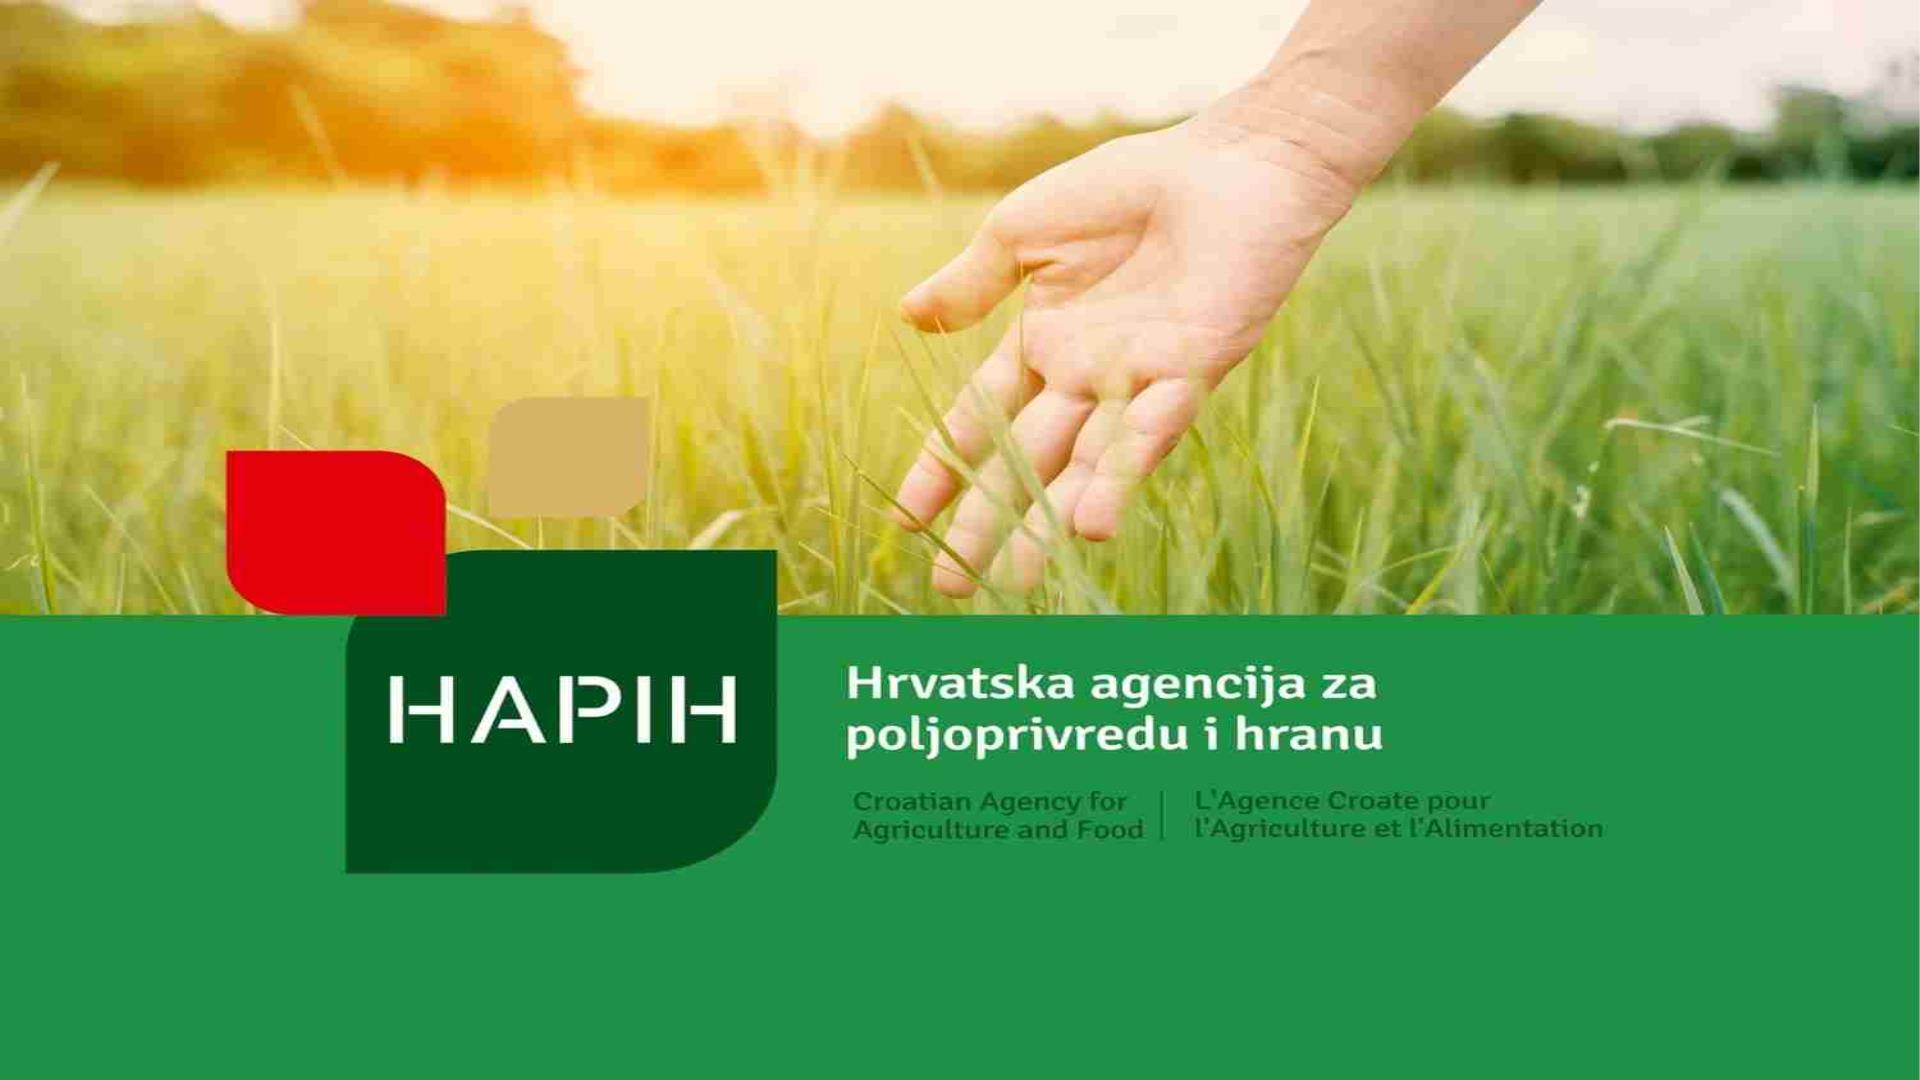 HAPIH
Hrvatska agencija za
poljoprivredu i hranu
Croatian Agency for
Agriculture and Food
L'Agence Croate pour
l'Agriculture et l'Alimentation